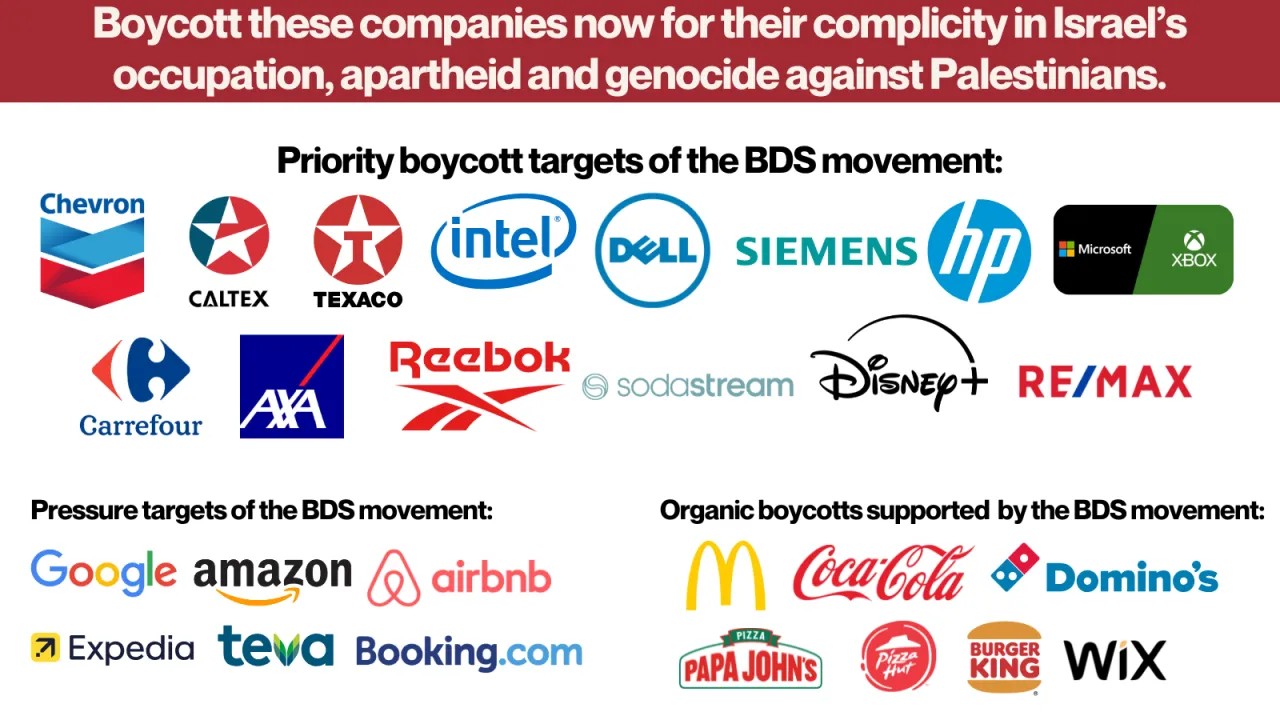 Boycott these companies now for their complicity in Israel's
occupation, apartheid and genocide against Palestinians.
Priority boycott targets of the BDS movement:
Chevron
CALTEX
TEXACO
intel®
DELL
SIEMENS
hp
Microsoft
XBOX
Carrefour
AXA
Reebok
sodastream
Disney+
RE/MAX
Pressure targets of the BDS movement:
Google
amazon
airbnb
Expedia
teva
Booking.com
Organic boycotts supported by the BDS movement:
Coca-Cola
Domino's
PIZZA
PAPA JOHN'S
Pizza
Hut
BURGER
KING®
WiX